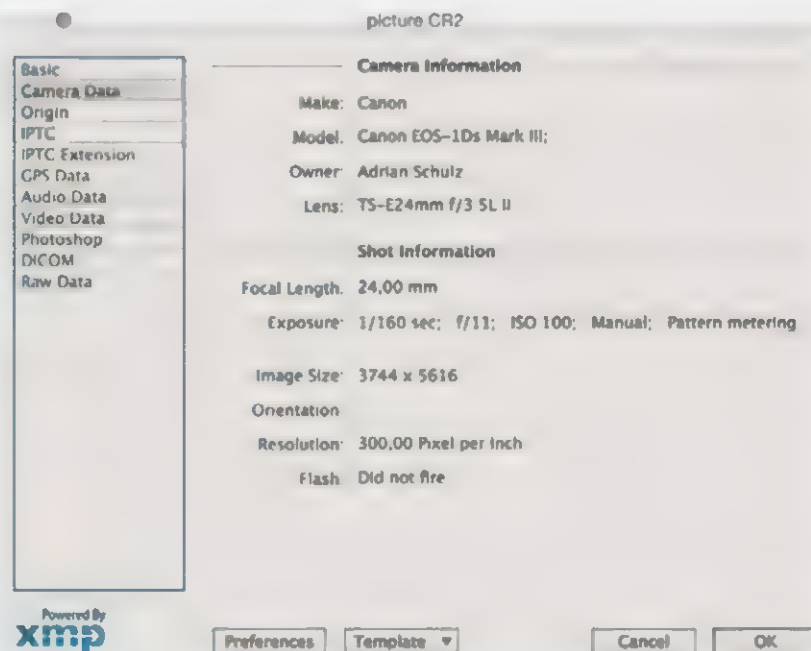 picture CR2
Basic
Camera Data
Origin
IPTC
IPTC Extension
GPS Data
Audio Data
Video Data
Photoshop
DICOM
Raw Data
Camera Information
Make: Canon
Model. Canon EOS-1Ds Mark III;
Owner Adrian Schulz
Lens: TS-E24mm f/3 5L II
Shot Information
Focal Length. 24,00 mm
Exposure: 1/160 sec; f/11; ISO 100; Manual; Pattern metering
Image Size: 3744 x 5616
Orientation
Resolution: 300,00 Pixel per Inch
Flash Did not fire
Powered By
xmp
Preferences Template ▼ Cancel OK